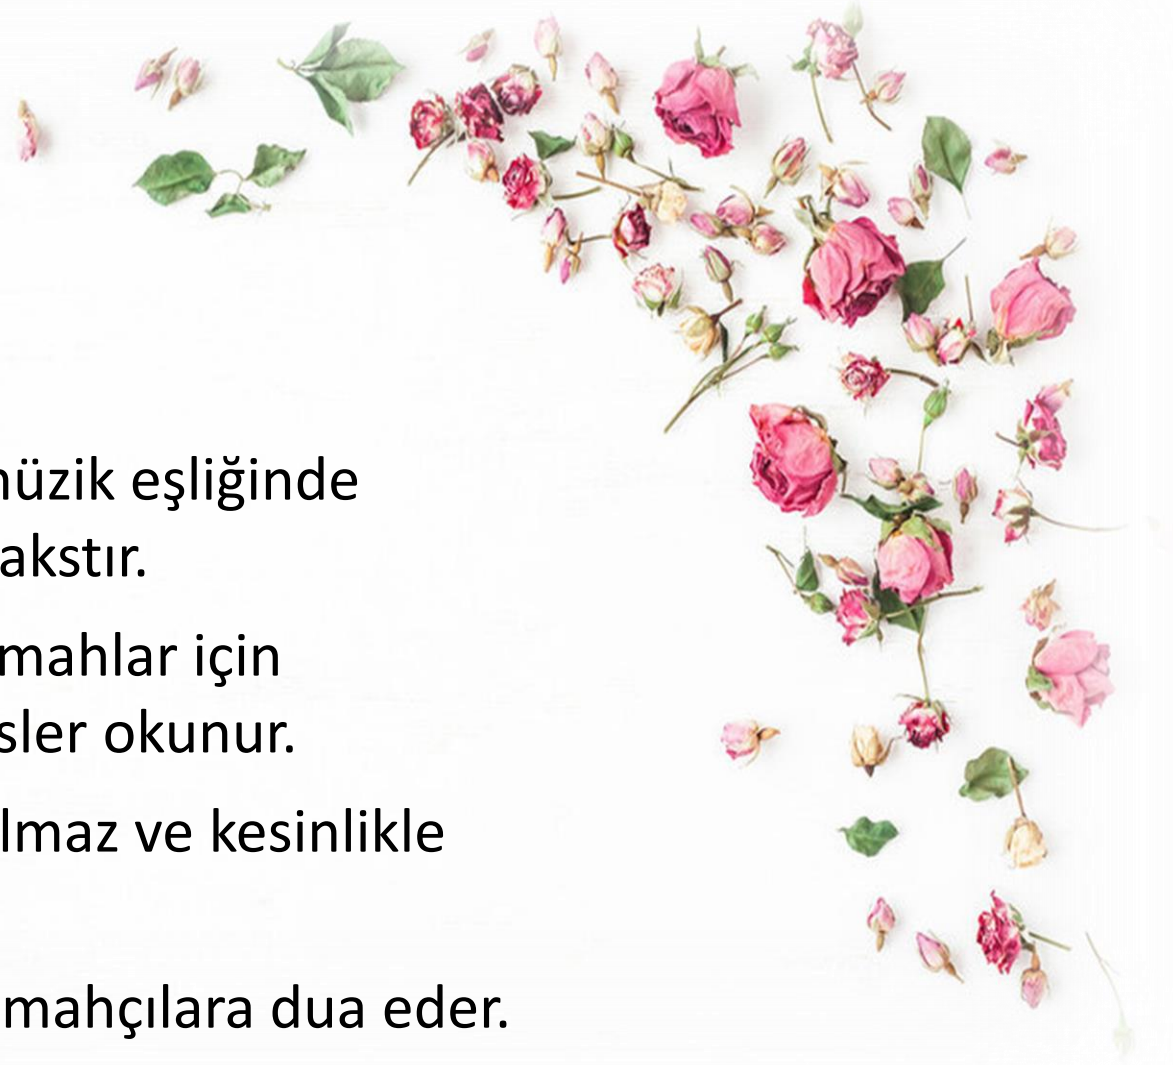 müzik eşliğinde
akstır.
mahlar için
sler okunur.
lmaz ve kesinlikle
mahçılara dua eder.